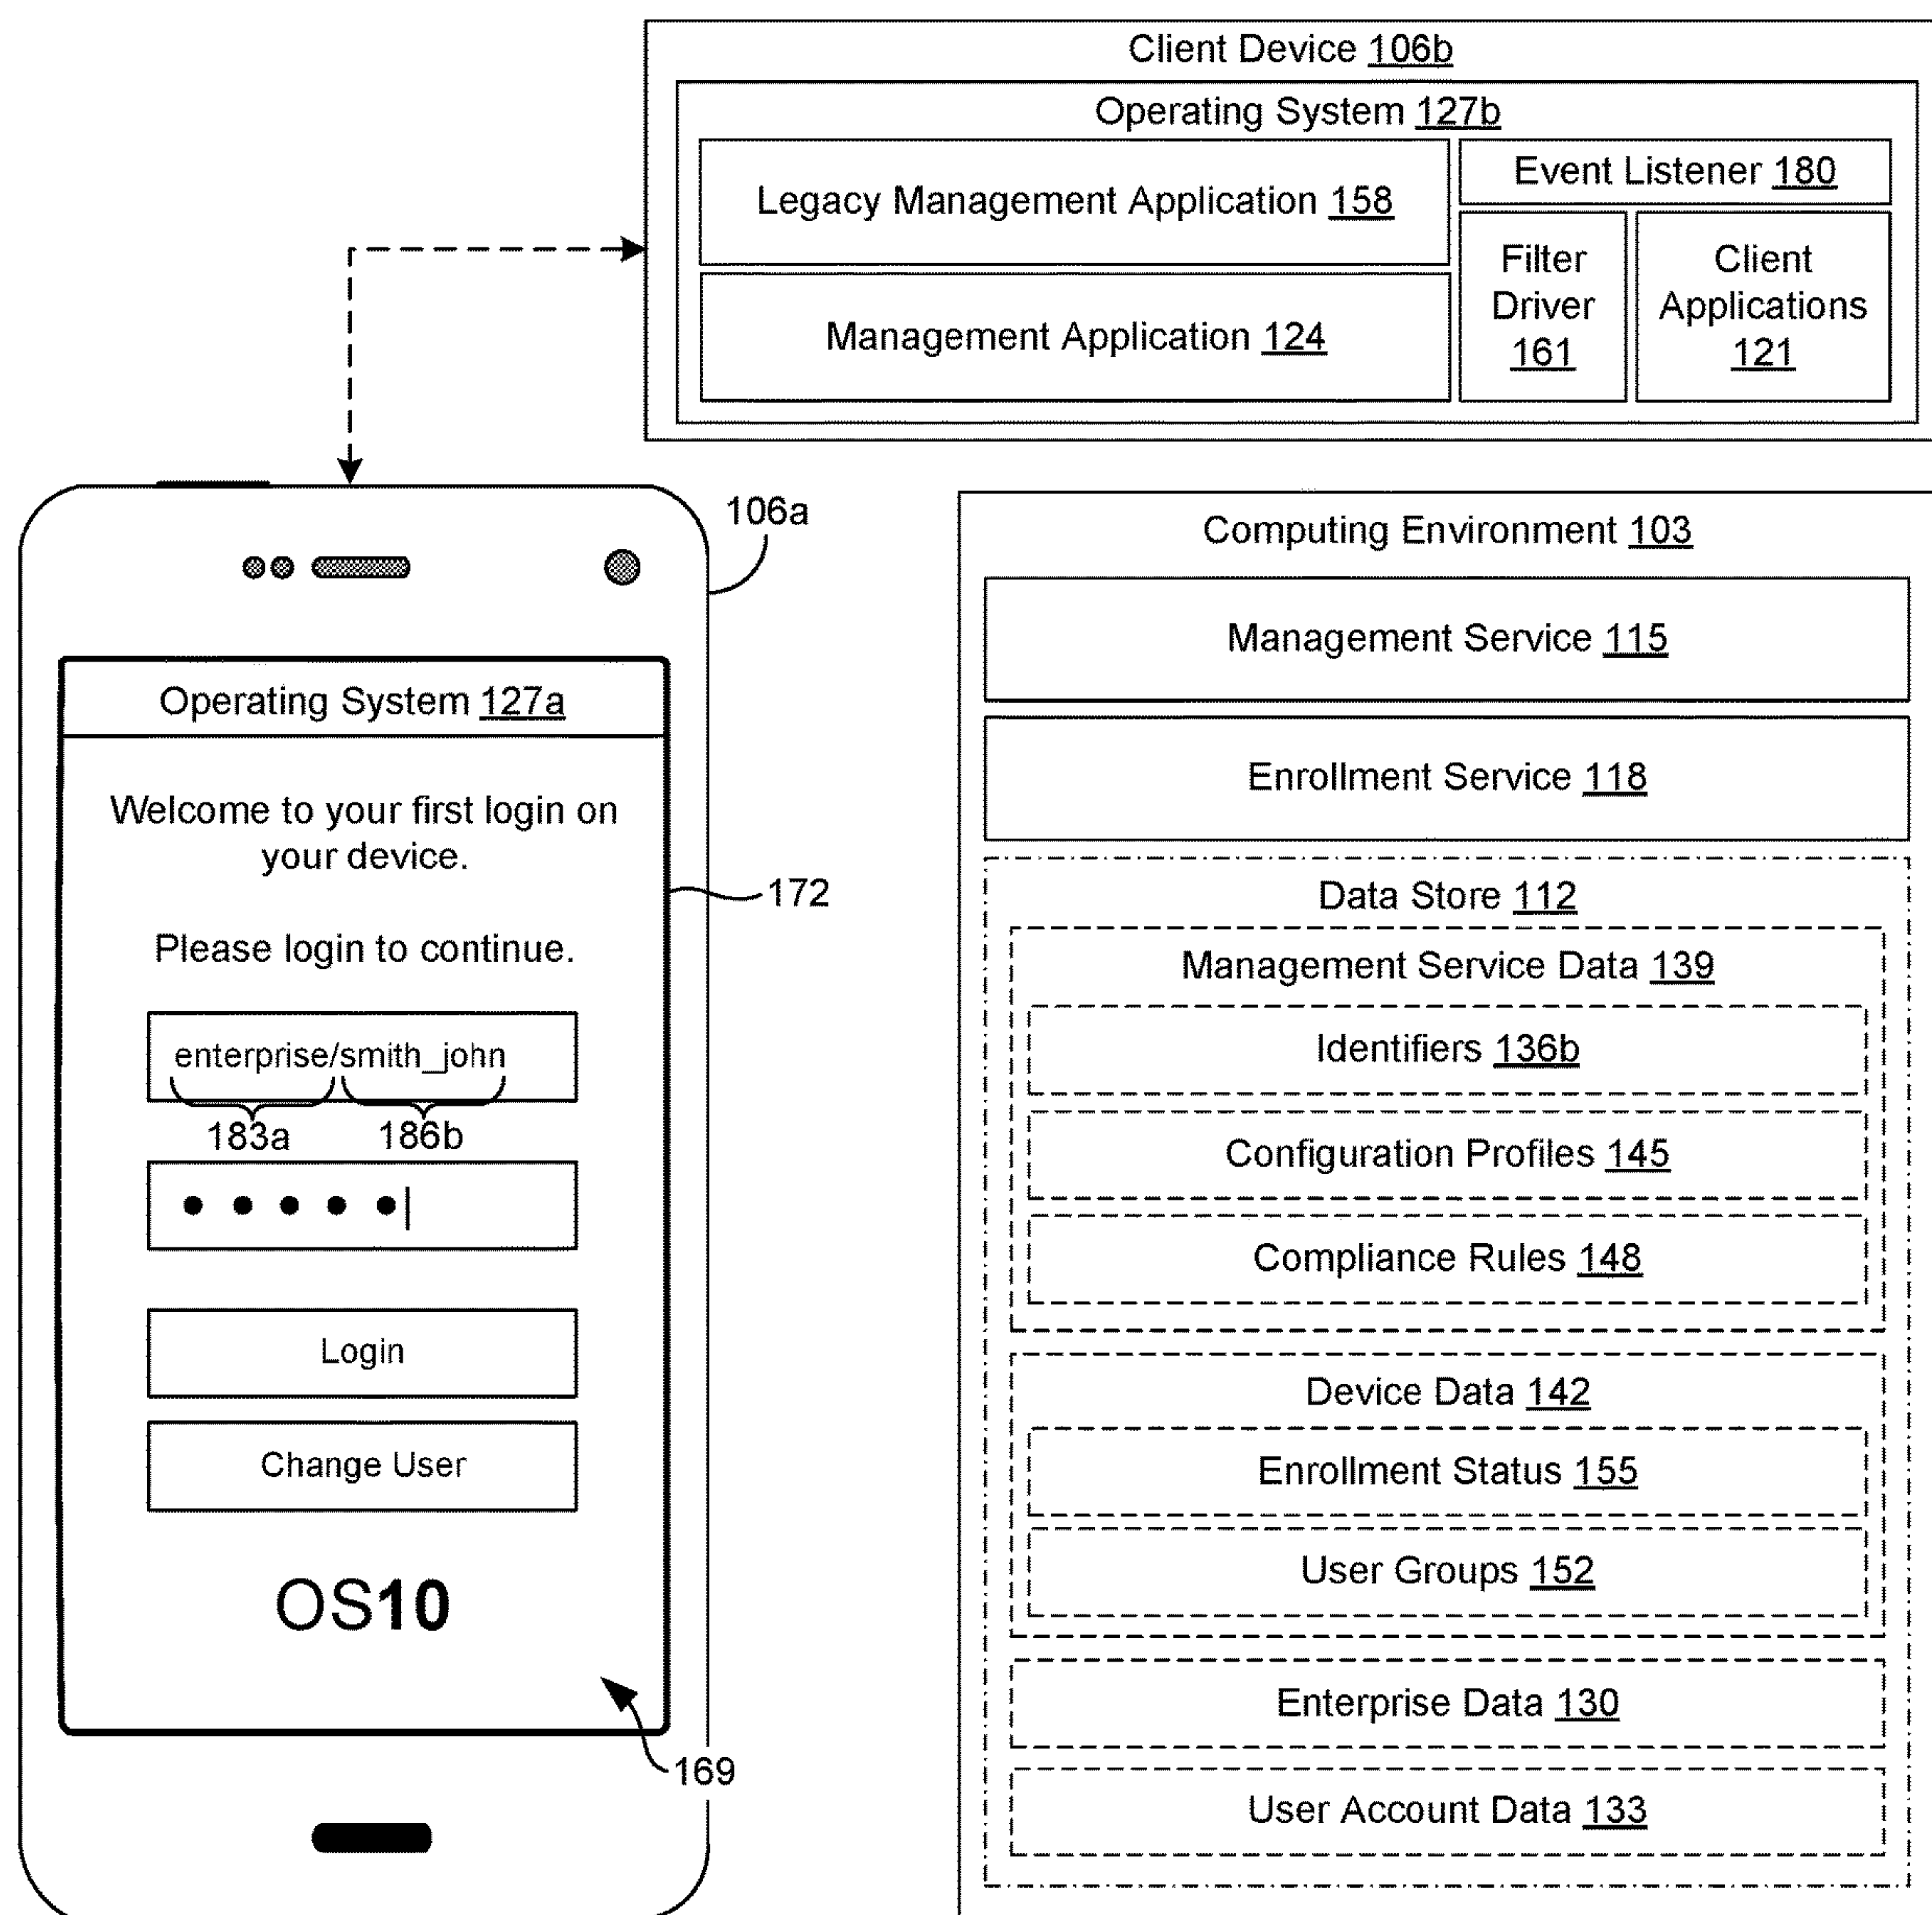 Client Device 106b
Operating System 127b
Legacy Management Application 158
Management Application 124
Event Listener 180
Filter
Driver
161
Client
Applications
121
106a
Operating System 127a
Welcome to your first login on
your device.
Please login to continue.
enterprise/smith_john
183a 186b
Login
Change User
OS10
172
169
Computing Environment 103
Management Service 115
Enrollment Service 118
Data Store 112
Management Service Data 139
Identifiers 136b
Configuration Profiles 145
Compliance Rules 148
Device Data 142
Enrollment Status 155
User Groups 152
Enterprise Data 130
User Account Data 133